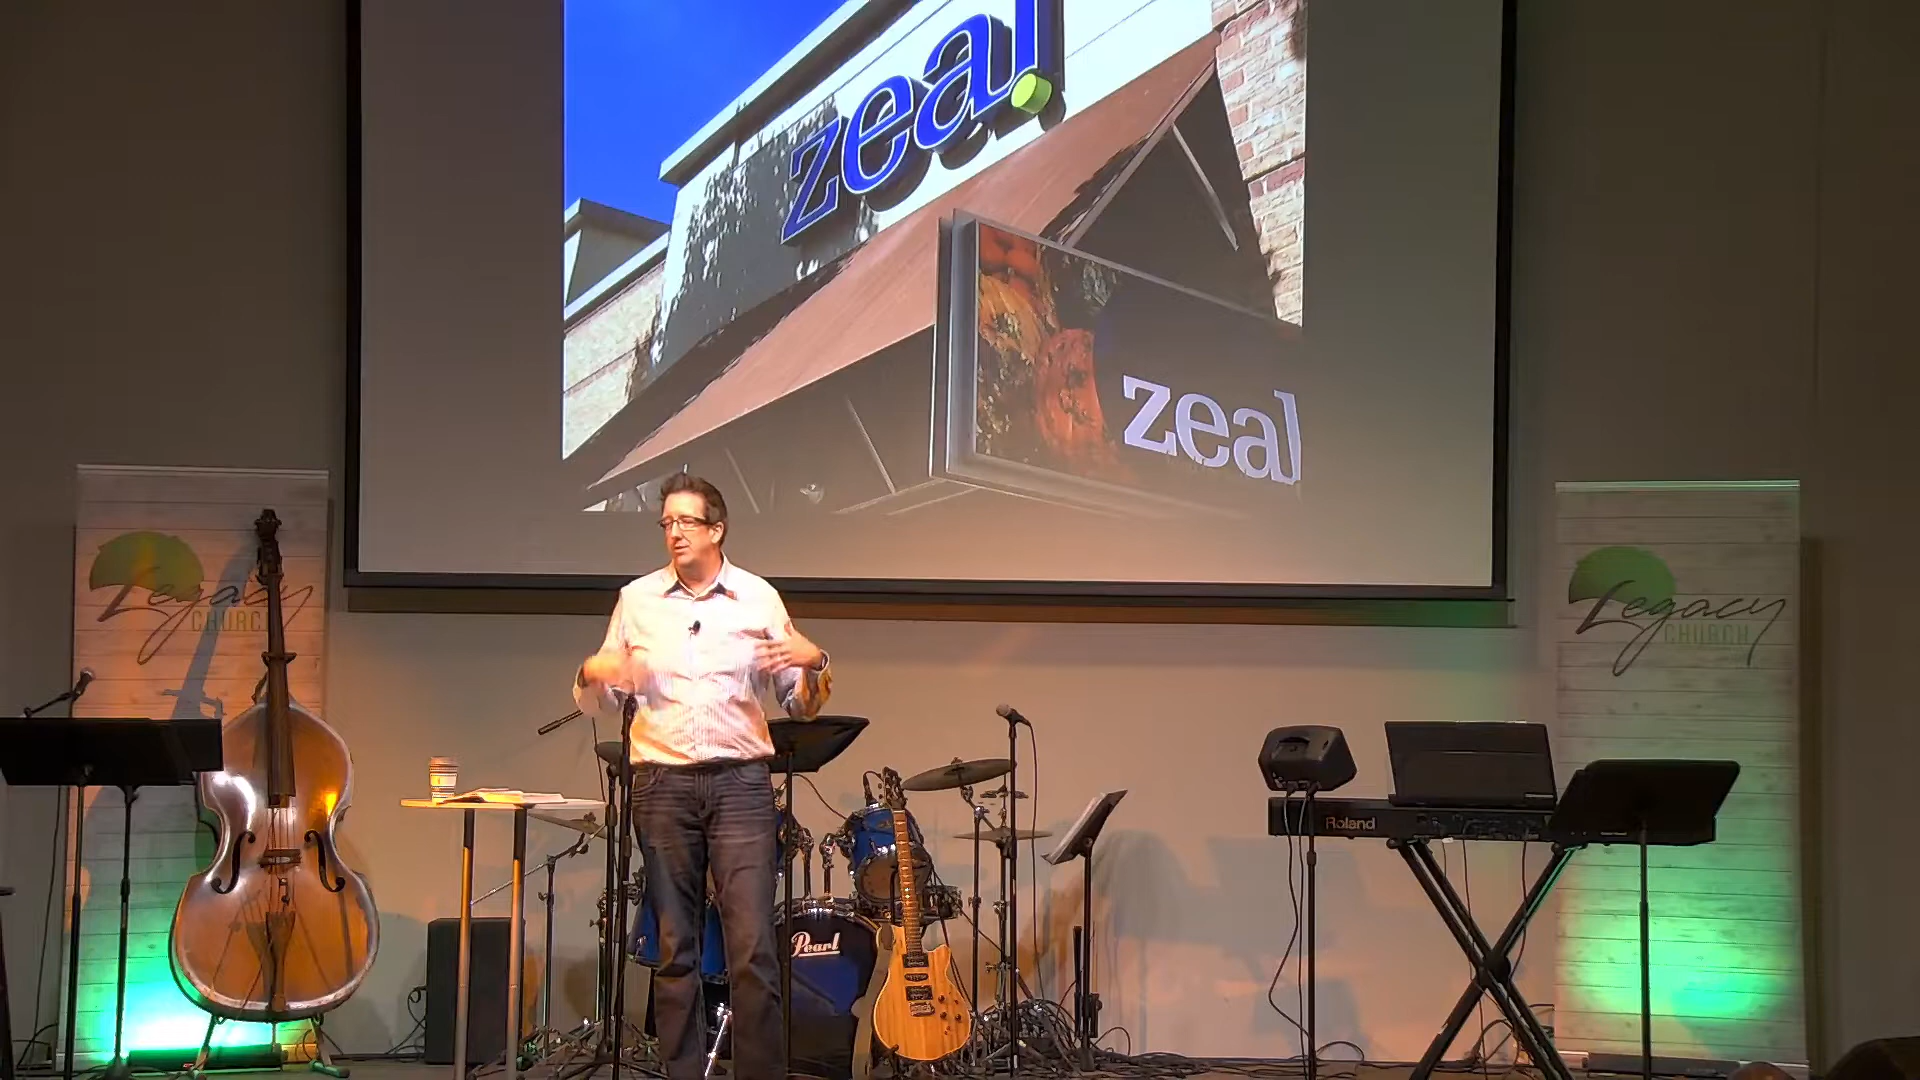 zeal
zeal
Legacy
CHURCH
Legacy
CHURCH
Roland
Pearl